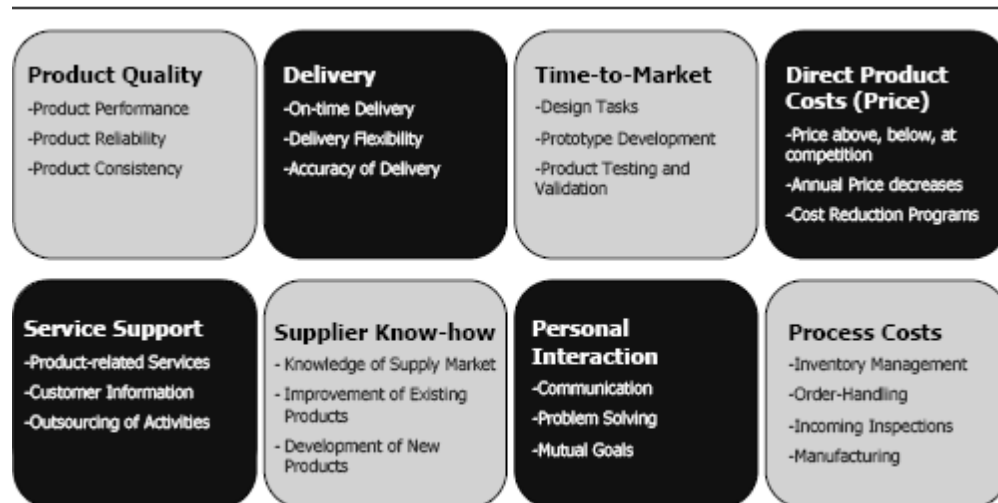 Product Quality
-Product Performance
-Product Reliability
-Product Consistency
Delivery
-On-time Delivery
-Delivery Flexibility
-Accuracy of Delivery
Time-to-Market
-Design Tasks
-Prototype Development
-Product Testing and
Validation
Direct Product
Costs (Price)
-Price above, below, at
competition
-Annual Price decreases
-Cost Reduction Programs
Service Support
-Product-related Services
-Customer Information
-Outsourcing of Activities
Supplier Know-how
- Knowledge of Supply Market
- Improvement of Existing
Products
- Development of New
Products
Personal
Interaction
-Communication
-Problem Solving
-Mutual Goals
Process Costs
-Inventory Management
-Order-Handling
-Incoming Inspections
-Manufacturing